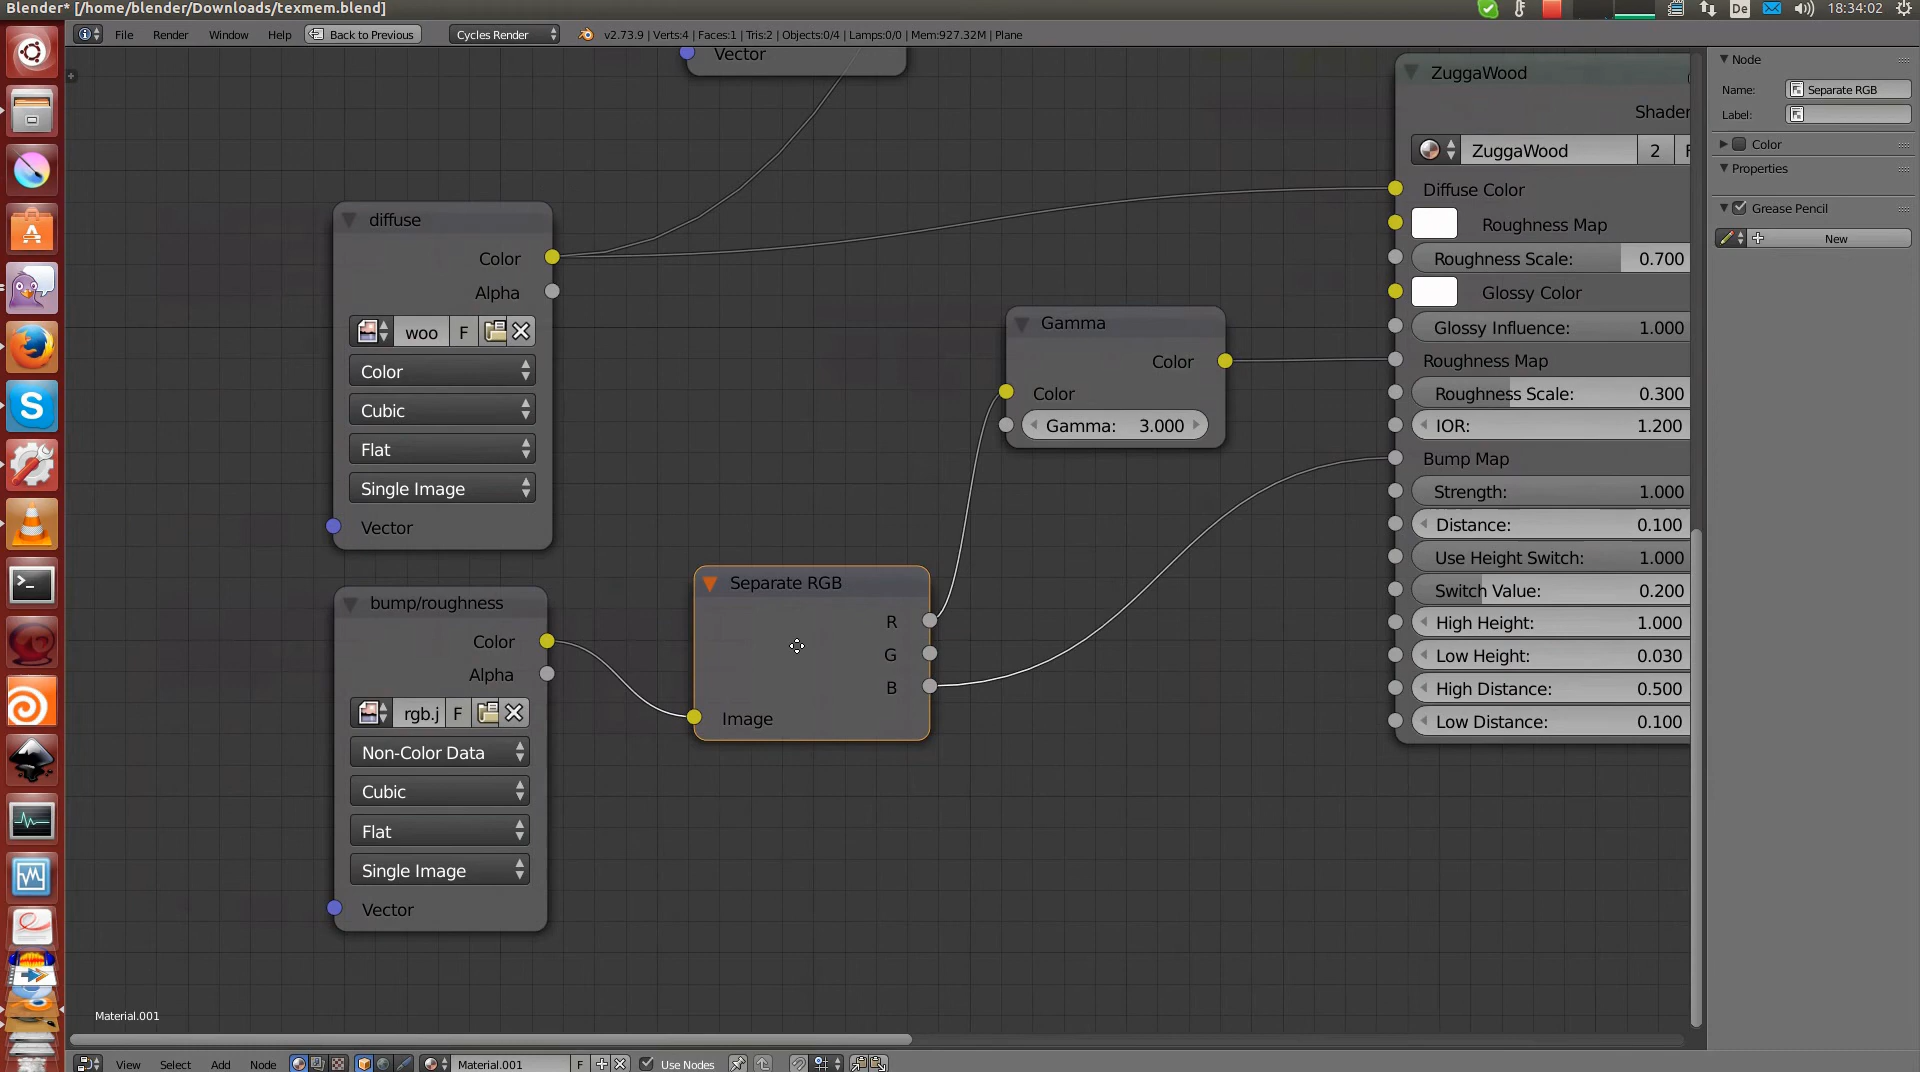 Blender* [/home/blender/Downloads/texmem.blend]
De
18:34:02
File Render Window Help Back to Previous Cycles Render v2.73.9 | Verts:4 | Faces:1 | Tris:2 | Objects:0/4 | Lamps:0/0 | Mem:927.32M | Plane
Vector
diffuse
Color
Alpha
woo F
Color
Cubic
Flat
Single Image
Vector
bump/roughness
Color
Alpha
rgb.j F
Non-Color Data
Cubic
Flat
Single Image
Vector
Separate RGB
R
G
B
Image
Gamma
Color
Color
Gamma: 3.000
ZuggaWood
Shader
ZuggaWood 2 F
Diffuse Color
Roughness Map
Roughness Scale: 0.700
Glossy Color
Glossy Influence: 1.000
Roughness Map
Roughness Scale: 0.300
IOR: 1.200
Bump Map
Strength: 1.000
Distance: 0.100
Use Height Switch: 1.000
Switch Value: 0.200
High Height: 1.000
Low Height: 0.030
High Distance: 0.500
Low Distance: 0.100
Node
Name: Separate RGB
Label:
Color
Properties
Grease Pencil
New
Material.001
View Select Add Node Material.001 F Use Nodes